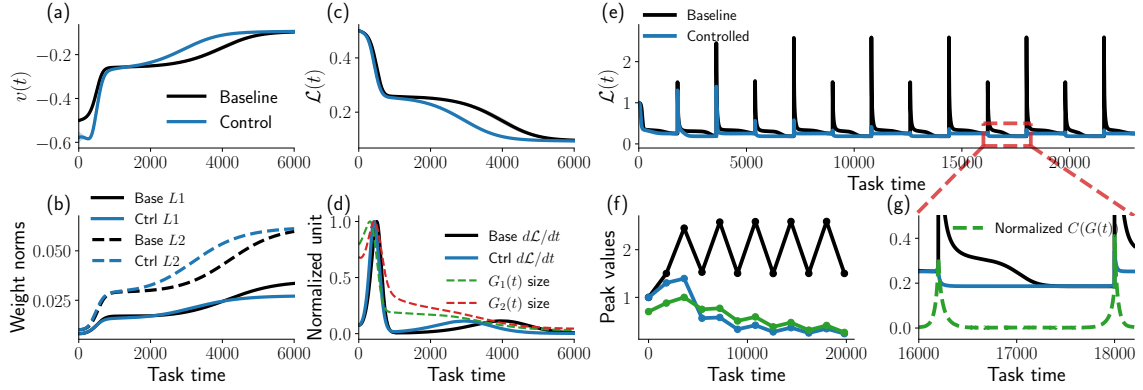 (a)
v(t)
−0.2
−0.4
−0.6
0
2000
4000
6000
Baseline
Control
(c)
ℒ(t)
0.4
0.2
0
2000
4000
6000
(e)
ℒ(t)
2
1
0
0
5000
10000
15000
20000
Task time
Baseline
Controlled
(b)
Weight norms
0.050
0.025
0
2000
4000
6000
Task time
Base L1
Ctrl L1
Base L2
Ctrl L2
(d)
Normalized unit
1.0
0.5
0.0
0
2000
4000
6000
Task time
Base dℒ/dt
Ctrl dℒ/dt
G₁(t) size
G₂(t) size
(f)
Peak values
2
1
0
10000
20000
Task time
(g)
0.4
0.2
0.0
16000
17000
18000
Task time
Normalized C(G(t))